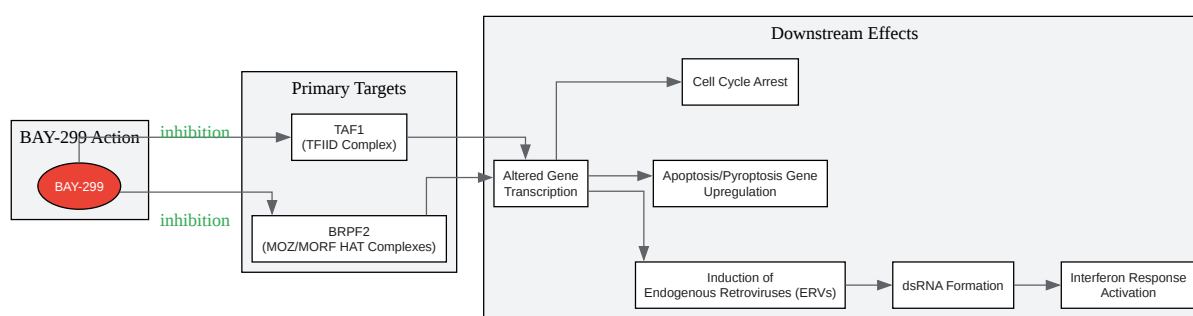 BAY-299 Action
BAY-299
inhibition
inhibition
Primary Targets
TAF1
(TFIID Complex)
BRPF2
(MOZ/MORF HAT Complexes)
Downstream Effects
Altered Gene
Transcription
Cell Cycle Arrest
Apoptosis/Pyroptosis Gene
Upregulation
Induction of
Endogenous Retroviruses (ERVs)
dsRNA Formation
Interferon Response
Activation